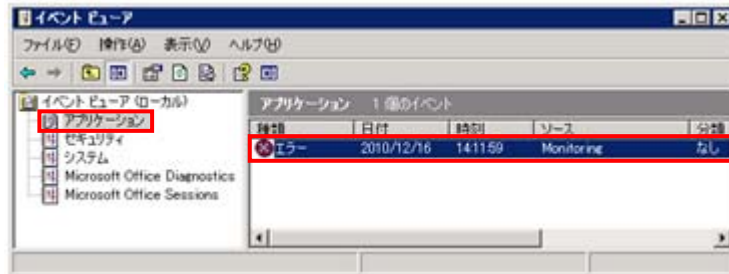 イベント ビューア
ファイル(F) 操作(A) 表示(V) ヘルプ(H)
イベント ビューア (ローカル)
アプリケーション
セキュリティ
システム
Microsoft Office Diagnostics
Microsoft Office Sessions
アプリケーション 1 個のイベント
種類 日付 時刻 ソース 分類
エラー 2010/12/16 14:11:59 Monitoring なし